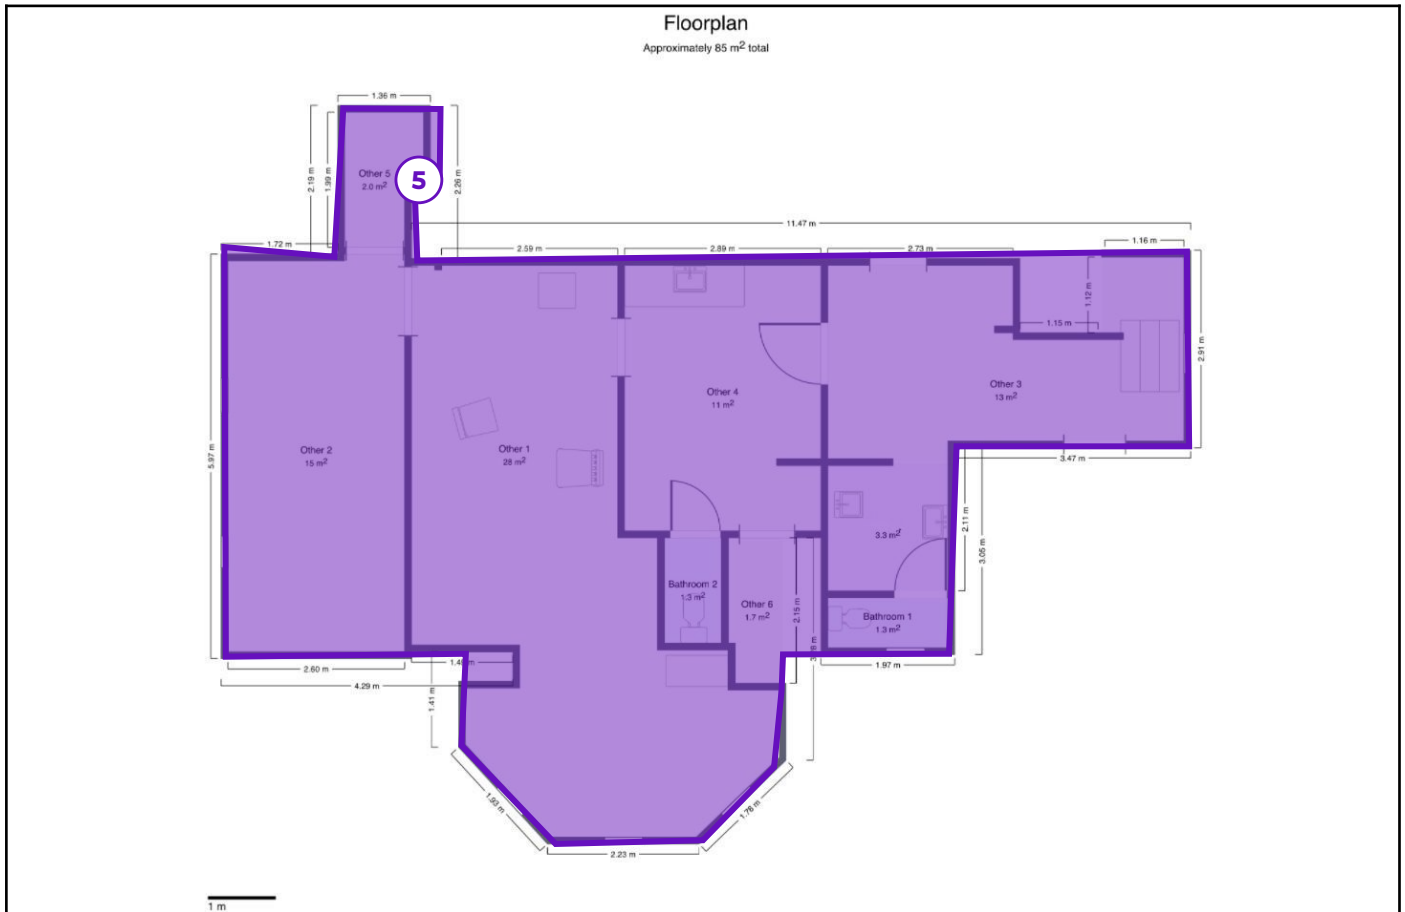 Floorplan
Approximately 85 m² total
1.36 m
2.19 m
1.99 m
Other 5
2.0 m²
5
2.26 m
11.47 m
1.72 m
2.59 m
2.89 m
2.73 m
1.16 m
1.12 m
1.15 m
2.91 m
Other 4
11 m²
Other 3
13 m²
Other 2
15 m²
Other 1
28 m²
5.97 m
3.47 m
2.11 m
3.06 m
3.3 m²
Bathroom 2
1.3 m²
Other 6
1.7 m²
2.15 m
Bathroom 1
1.3 m²
2.60 m
1.97 m
4.29 m
1.41 m
1.93 m
1.76 m
2.23 m
1 m